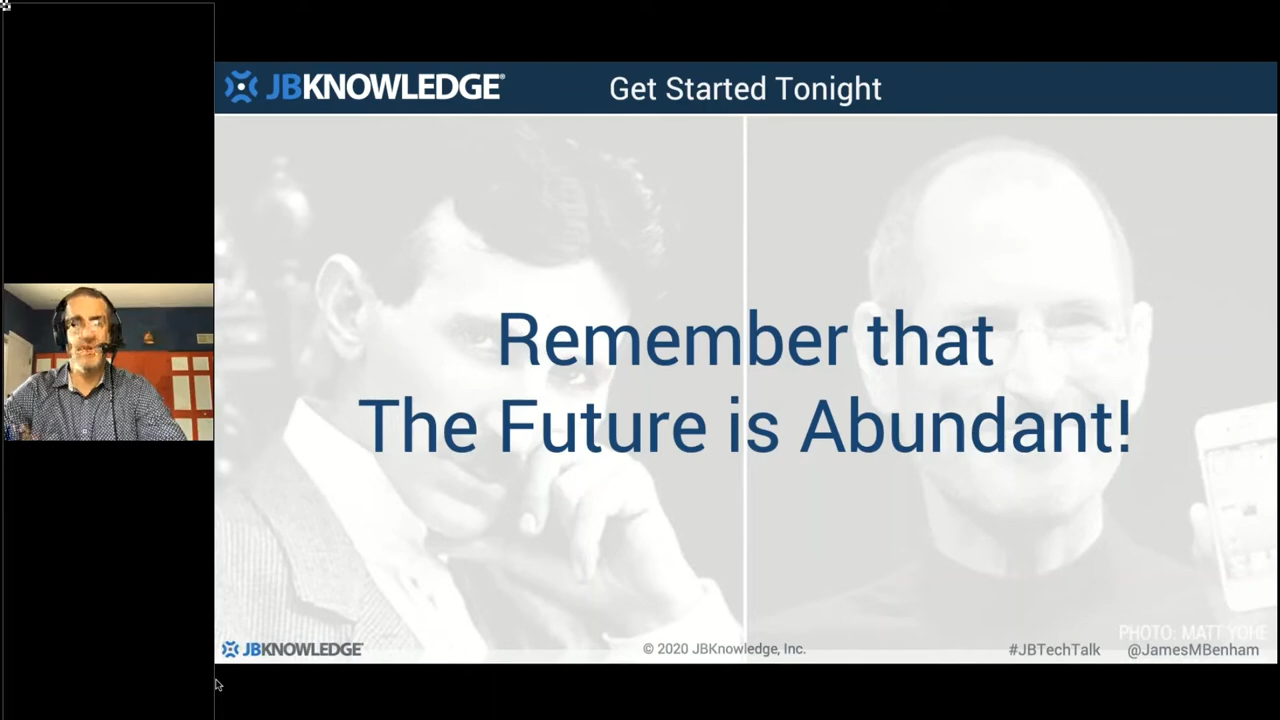 JBKNOWLEDGE®
Get Started Tonight
Remember that
The Future is Abundant!
PHOTO: MATT YOHE
JBKNOWLEDGE
© 2020 JBKnowledge, Inc.
#JBTechTalk
@JamesMBenham